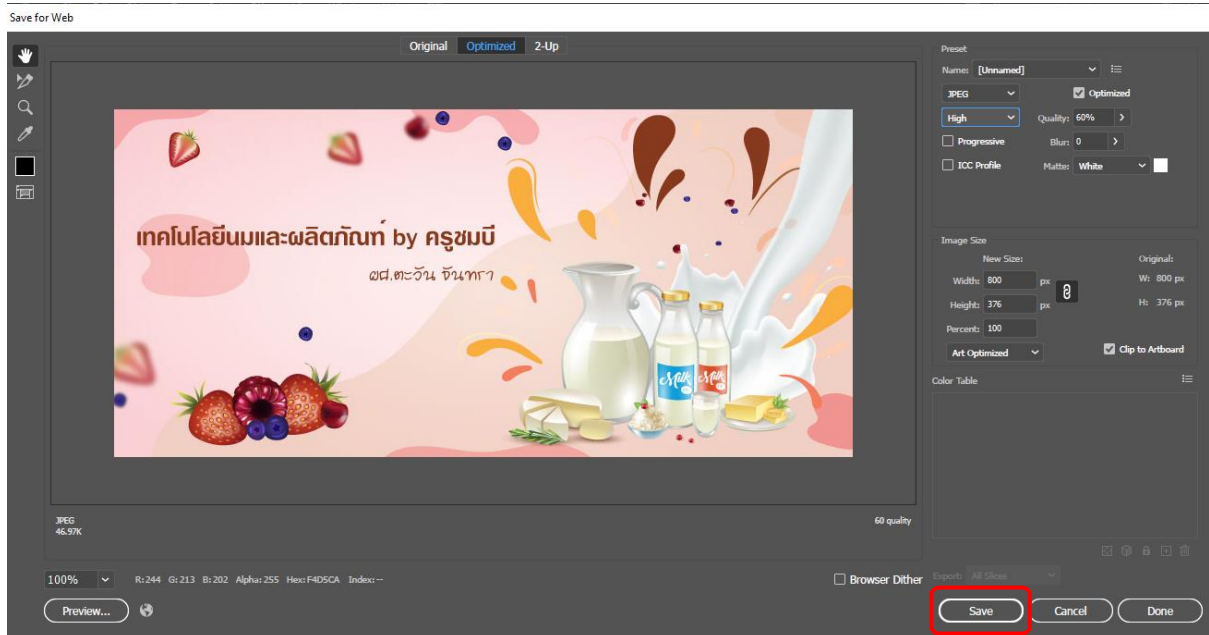 Save for Web
Original Optimized 2-Up
Preset
Name: [Unnamed]
JPEG Optimized
High Quality: 60%
Progressive Blur: 0
ICC Profile Matte: White
เทคโนโลยีนมและผลิตภัณฑ์ by ครูชมบี
ผศ.ตะวัน จันทรา
Milk Milk
Image Size
New Size: Original:
Width: 800 px W: 800 px
Height: 376 px H: 376 px
Percent: 100
Art Optimized Clip to Artboard
Color Table
JPEG 60 quality
46.97K
100% R: 244 G: 213 B: 202 Alpha: 255 Hex: F4D5CA Index: -- Browser Dither Export: All Slices
Preview... Save Cancel Done